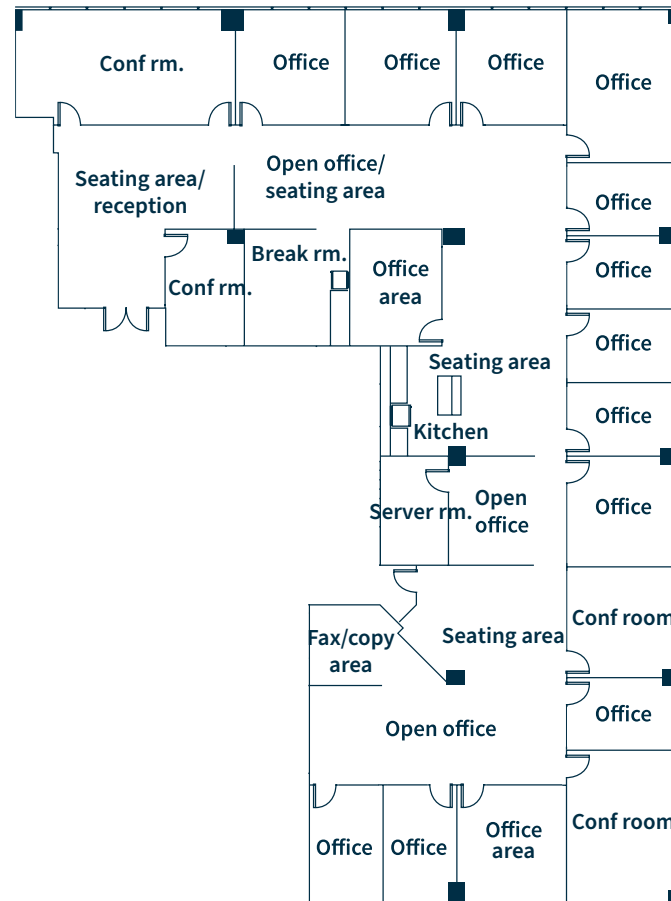 Conf rm.
Office
Office
Office
Office
Seating area/
reception
Open office/
seating area
Office
Break rm.
Conf rm.
Office
area
Office
Office
Seating area
Office
Kitchen
Server rm.
Open
office
Office
Fax/copy
area
Seating area
Conf room
Open office
Office
Office
Office
Office
area
Conf room